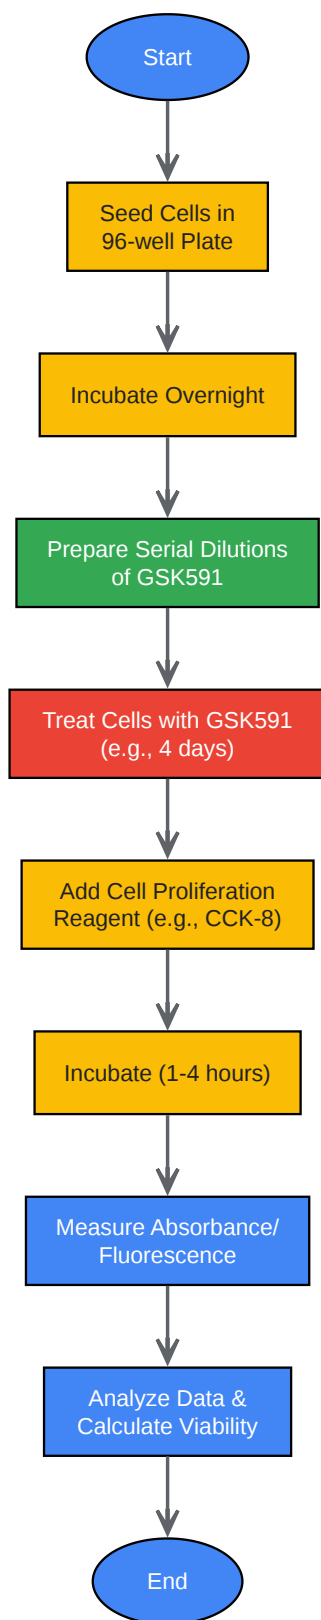 Start
Seed Cells in
96-well Plate
Incubate Overnight
Prepare Serial Dilutions
of GSK591
Treat Cells with GSK591
(e.g., 4 days)
Add Cell Proliferation
Reagent (e.g., CCK-8)
Incubate (1-4 hours)
Measure Absorbance/
Fluorescence
Analyze Data &
Calculate Viability
End